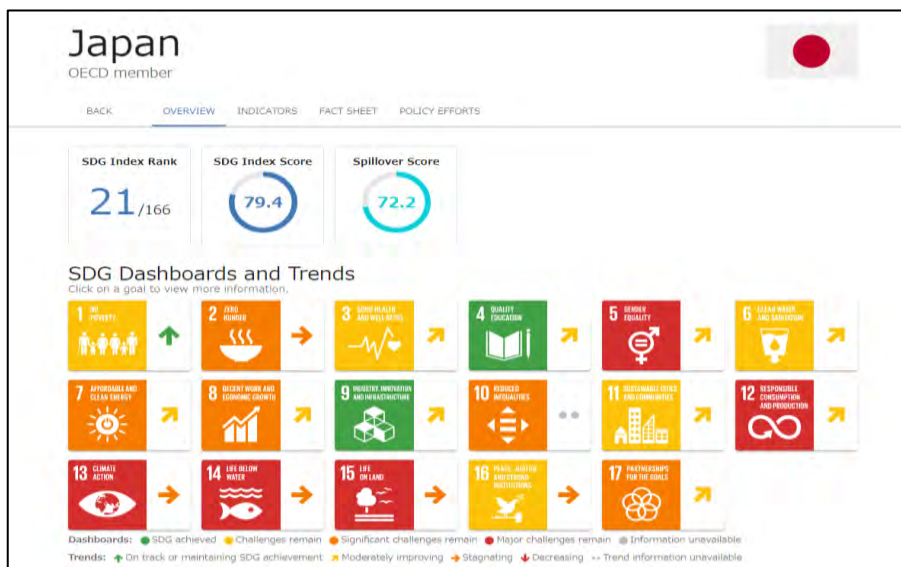 Japan
OECD member
BACK OVERVIEW INDICATORS FACT SHEET POLICY EFFORTS
SDG Index Rank SDG Index Score Spillover Score
21/166 79.4 72.2
SDG Dashboards and Trends
Click on a goal to view more information.
1 NO POVERTY
2 ZERO HUNGER
3 GOOD HEALTH AND WELL-BEING
4 QUALITY EDUCATION
5 GENDER EQUALITY
6 CLEAN WATER AND SANITATION
7 AFFORDABLE AND CLEAN ENERGY
8 DECENT WORK AND ECONOMIC GROWTH
9 INDUSTRY, INNOVATION AND INFRASTRUCTURE
10 REDUCED INEQUALITIES
11 SUSTAINABLE CITIES AND COMMUNITIES
12 RESPONSIBLE CONSUMPTION AND PRODUCTION
13 CLIMATE ACTION
14 LIFE BELOW WATER
15 LIFE ON LAND
16 PEACE, JUSTICE AND STRONG INSTITUTIONS
17 PARTNERSHIPS FOR THE GOALS
Dashboards: SDG achieved Challenges remain Significant challenges remain Major challenges remain Information unavailable
Trends: On track or maintaining SDG achievement Moderately improving Stagnating Decreasing Trend information unavailable